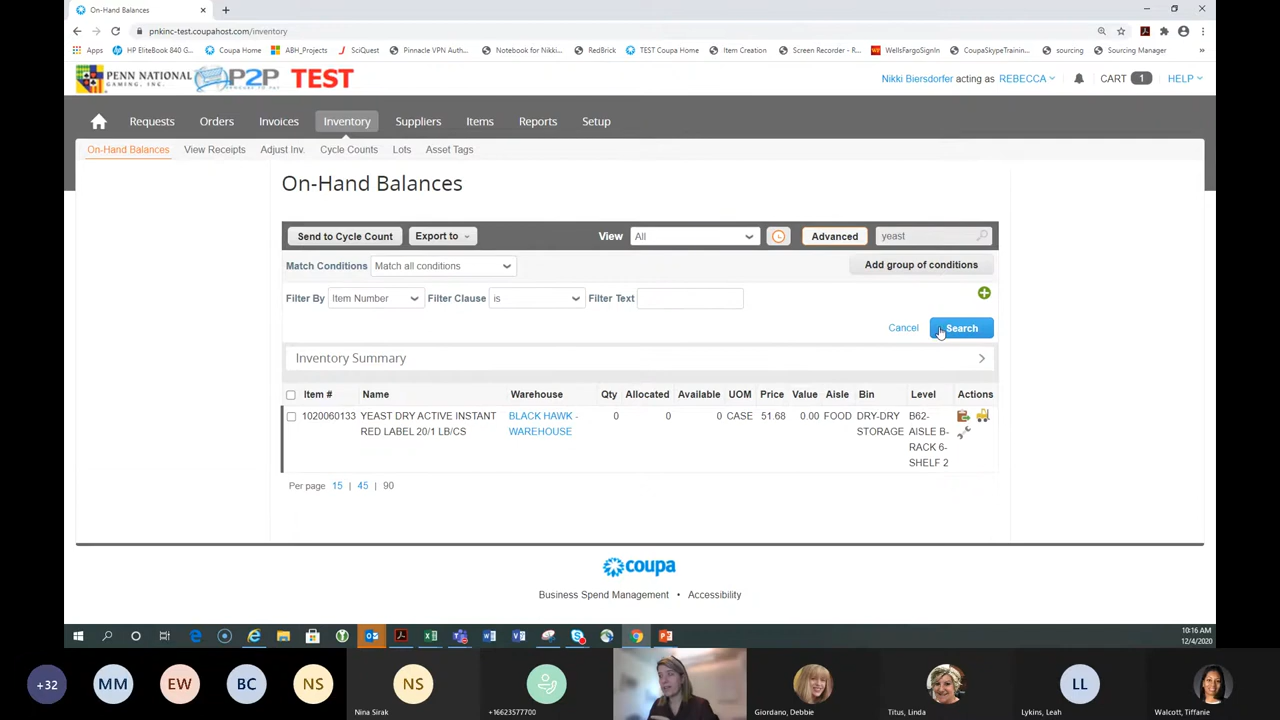 On-Hand Balances
pnkinc-test.coupahost.com/inventory
Apps HP EliteBook 840 G... Coupa Home ABH_Projects SciQuest Pinnacle VPN Auth... Notebook for Nikki... RedBrick TEST Coupa Home Item Creation Screen Recorder - R... WellsFargoSignIn CoupaSkypeTrainin... sourcing Sourcing Manager
PENN NATIONAL GAMING, INC. P2P TEST
Nikki Biersdorfer acting as REBECCA CART 1 HELP
Requests Orders Invoices Inventory Suppliers Items Reports Setup
On-Hand Balances View Receipts Adjust Inv. Cycle Counts Lots Asset Tags
On-Hand Balances
Send to Cycle Count Export to View All Advanced yeast
Match Conditions Match all conditions Add group of conditions
Filter By Item Number Filter Clause is Filter Text
Cancel Search
Inventory Summary
Item # Name Warehouse Qty Allocated Available UOM Price Value Aisle Bin Level Actions
1020060133 YEAST DRY ACTIVE INSTANT BLACK HAWK - 0 0 0 CASE 51.68 0.00 FOOD DRY-DRY B62-
RED LABEL 20/1 LB/CS WAREHOUSE STORAGE AISLE B-
RACK 6-
SHELF 2
Per page 15 | 45 | 90
coupa
Business Spend Management • Accessibility
10:16 AM
12/4/2020
+32 MM EW BC NS NS LL
Nina Sirak +16623577700 Giordano, Debbie Titus, Linda Lykins, Leah Walcott, Tiffanie